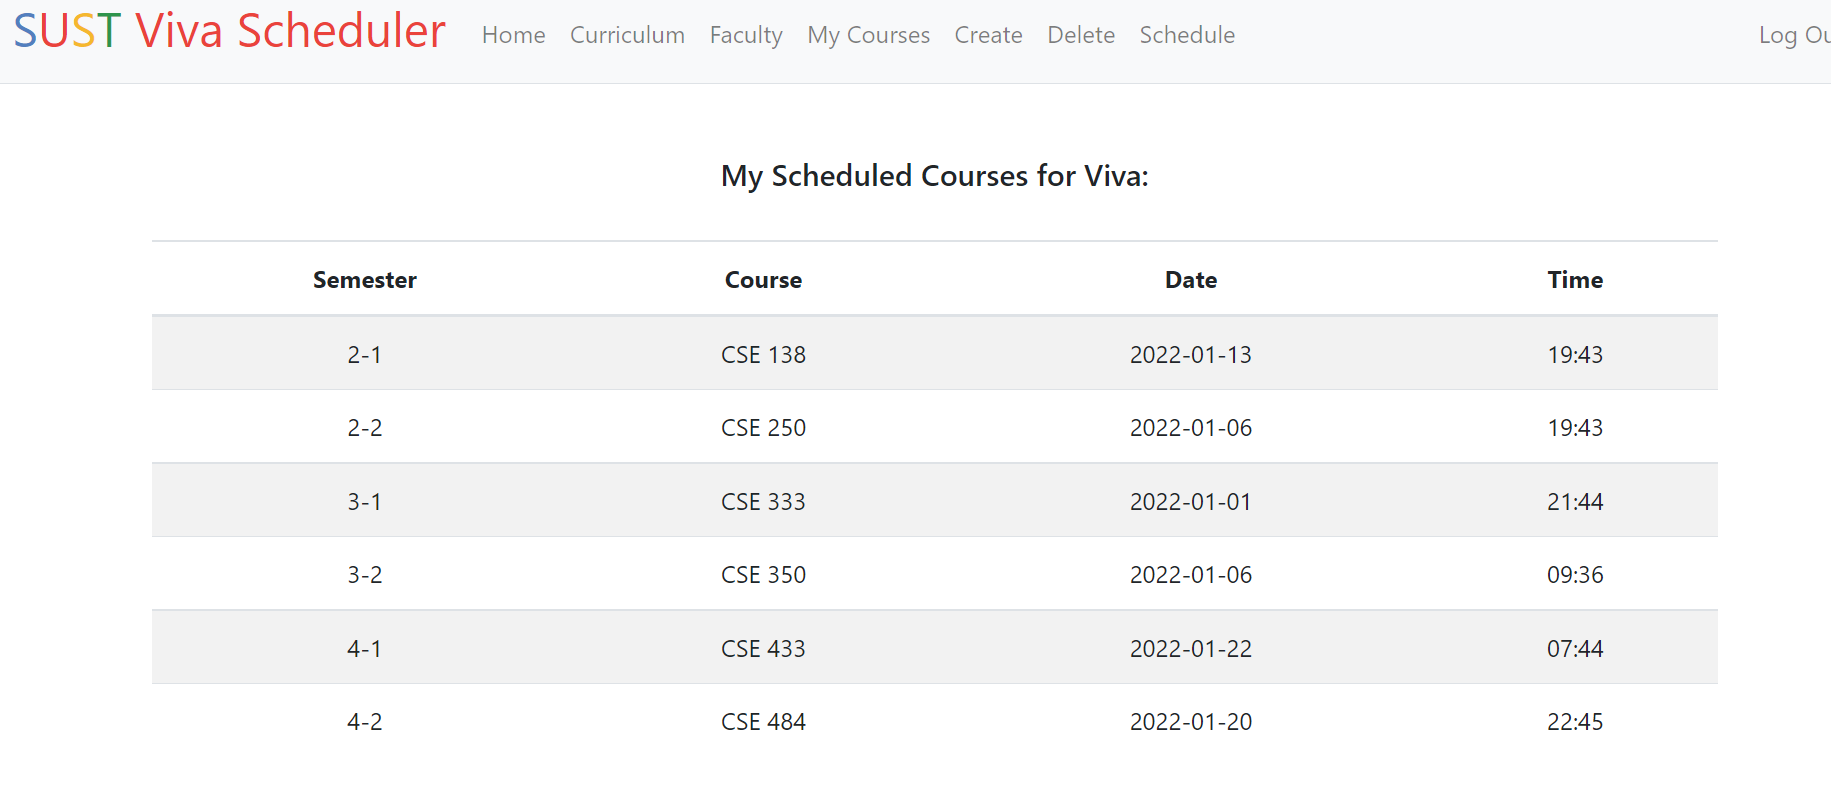 SUST Viva Scheduler Home Curriculum Faculty My Courses Create Delete Schedule Log Ou
My Scheduled Courses for Viva:
Semester Course Date Time
2-1 CSE 138 2022-01-13 19:43
2-2 CSE 250 2022-01-06 19:43
3-1 CSE 333 2022-01-01 21:44
3-2 CSE 350 2022-01-06 09:36
4-1 CSE 433 2022-01-22 07:44
4-2 CSE 484 2022-01-20 22:45